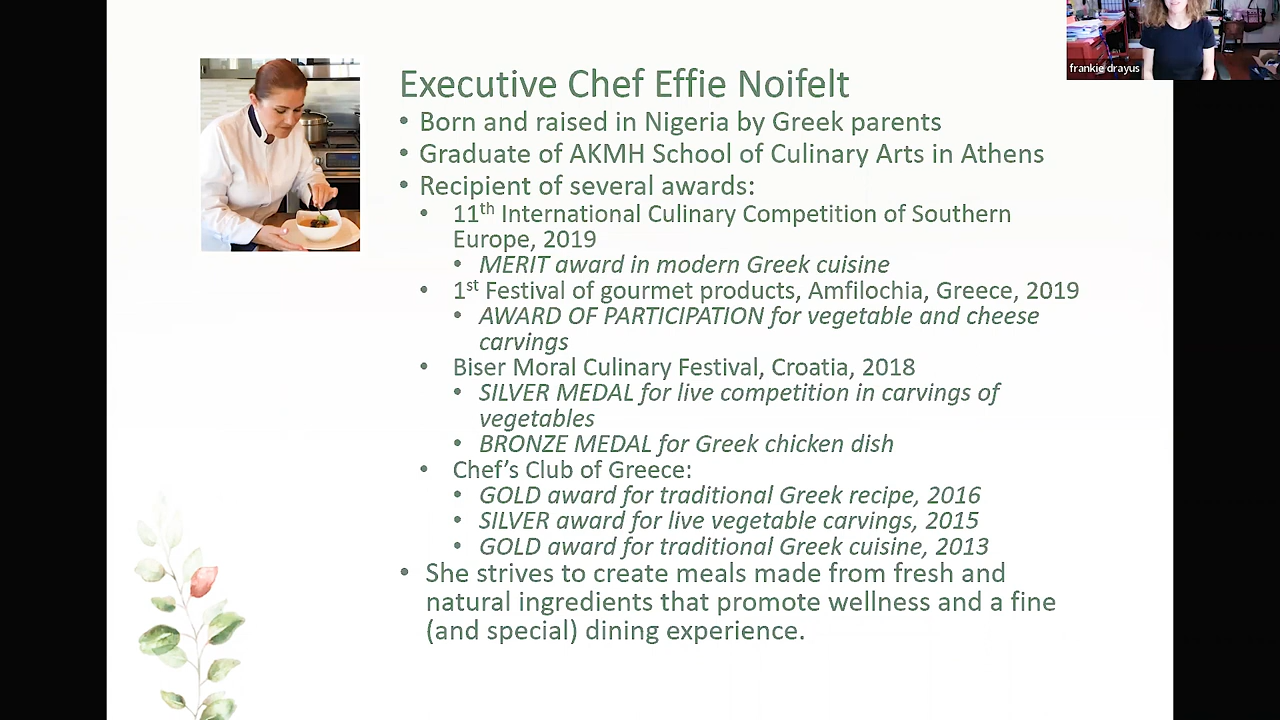 frankie drayus
Executive Chef Effie Noifelt
• Born and raised in Nigeria by Greek parents
• Graduate of AKMH School of Culinary Arts in Athens
• Recipient of several awards:
• 11th International Culinary Competition of Southern
Europe, 2019
• MERIT award in modern Greek cuisine
• 1st Festival of gourmet products, Amfilochia, Greece, 2019
• AWARD OF PARTICIPATION for vegetable and cheese
carvings
• Biser Moral Culinary Festival, Croatia, 2018
• SILVER MEDAL for live competition in carvings of
vegetables
• BRONZE MEDAL for Greek chicken dish
• Chef's Club of Greece:
• GOLD award for traditional Greek recipe, 2016
• SILVER award for live vegetable carvings, 2015
• GOLD award for traditional Greek cuisine, 2013
• She strives to create meals made from fresh and
natural ingredients that promote wellness and a fine
(and special) dining experience.